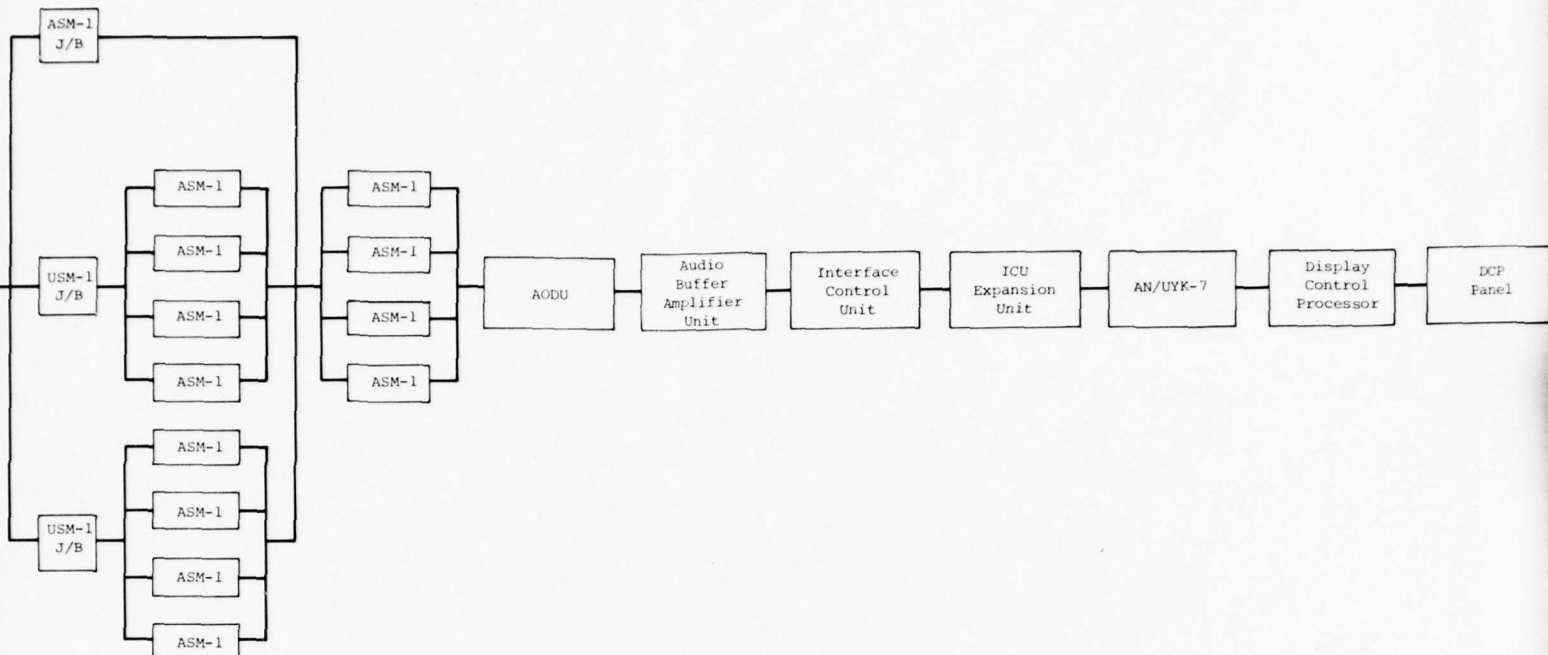 ASM-1
J/B
ASM-1
ASM-1
ASM-1
ASM-I
USM-1
J/B
ASM-1
ASM-1
ASM-1
ASM-1
AODU
Audio
Buffer
Amplifier
Unit
Interface
Control
Unit
ICU
Expansion
Unit
AN/UYK-7
Display
Control
Processor
DCP
Panel
ASM-1
USM-1
J/B
ASM-1
ASM-I
ASM-1